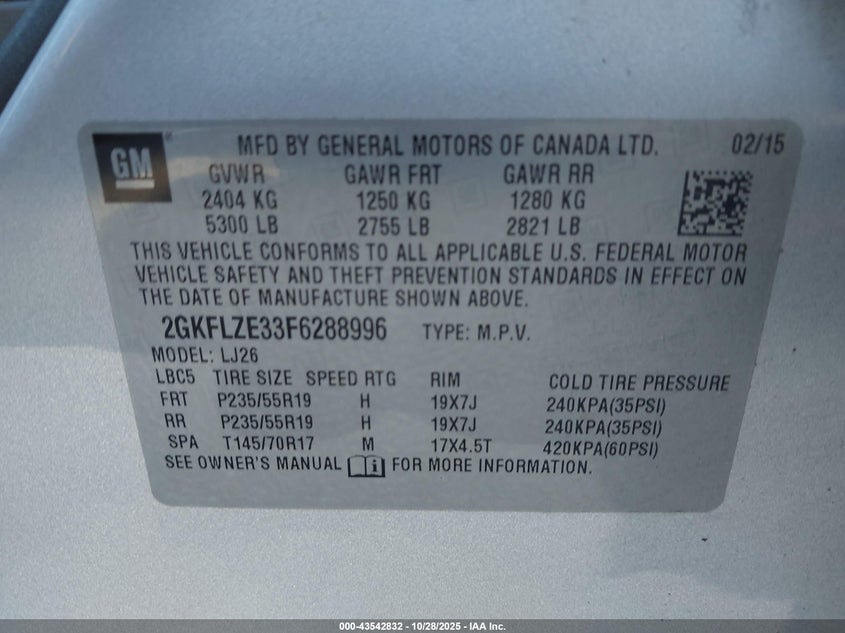 GM
MFD BY GENERAL MOTORS OF CANADA LTD. 02/15
GVWR GAWR FRT GAWR RR
2404 KG 1250 KG 1280 KG
5300 LB 2755 LB 2821 LB
THIS VEHICLE CONFORMS TO ALL APPLICABLE U.S. FEDERAL MOTOR
VEHICLE SAFETY AND THEFT PREVENTION STANDARDS IN EFFECT ON
THE DATE OF MANUFACTURE SHOWN ABOVE.
2GKFLZE33F6288996 TYPE: M.P.V.
MODEL: LJ26
LBC5 TIRE SIZE SPEED RTG RIM COLD TIRE PRESSURE
FRT P235/55R19 H 19X7J 240KPA(35PSI)
RR P235/55R19 H 19X7J 240KPA(35PSI)
SPA T145/70R17 M 17X4.5T 420KPA(60PSI)
SEE OWNER'S MANUAL FOR MORE INFORMATION.
000-43542832 - 10/28/2025 - IAA Inc.